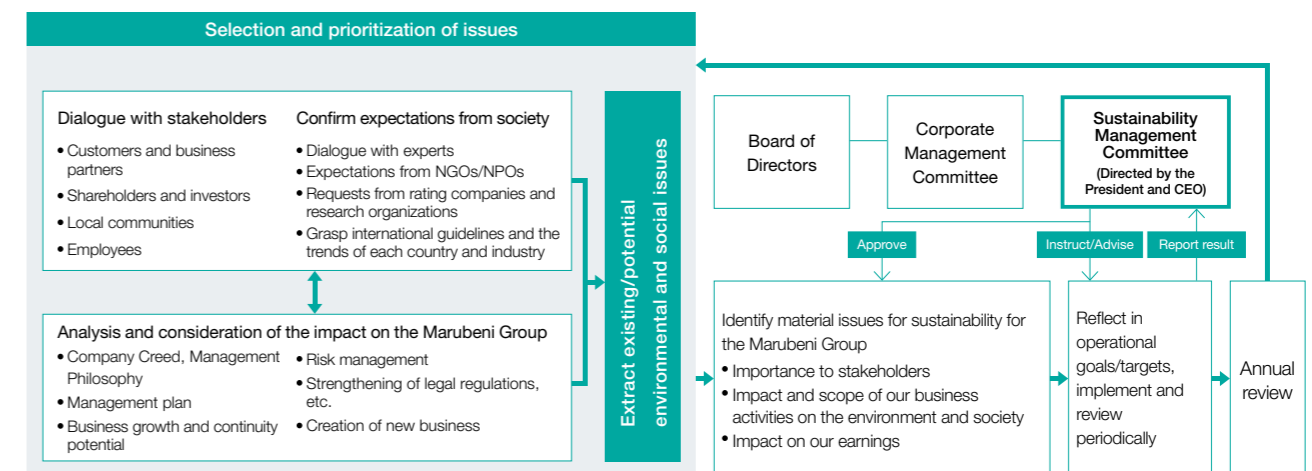 Selection and prioritization of issues
Dialogue with stakeholders
• Customers and business
partners
• Shareholders and investors
• Local communities
• Employees
Confirm expectations from society
• Dialogue with experts
• Expectations from NGOs/NPOs
• Requests from rating companies and
research organizations
• Grasp international guidelines and the
trends of each country and industry
Analysis and consideration of the impact on the Marubeni Group
• Company Creed, Management
Philosophy
• Management plan
• Business growth and continuity
potential
• Risk management
• Strengthening of legal regulations,
etc.
• Creation of new business
Extract existing/potential
environmental and social issues
Board of
Directors
Corporate
Management
Committee
Sustainability
Management
Committee
(Directed by the
President and CEO)
Approve
Instruct/Advise
Report result
Identify material issues for sustainability for
the Marubeni Group
• Importance to stakeholders
• Impact and scope of our business
activities on the environment and society
• Impact on our earnings
Reflect in
operational
goals/targets,
implement and
review
periodically
Annual
review